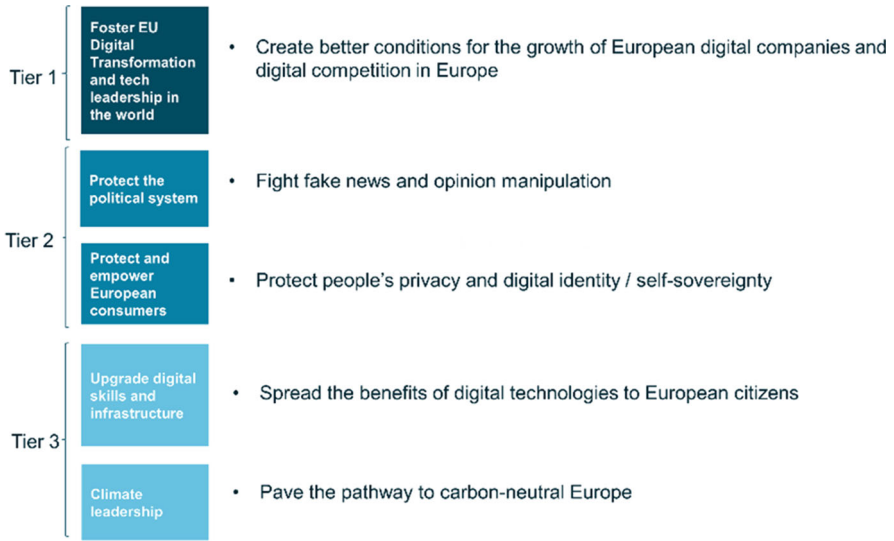 Tier 1
Foster EU
Digital
Transformation
and tech
leadership in
the world
• Create better conditions for the growth of European digital companies and
digital competition in Europe
Tier 2
Protect the
political system
• Fight fake news and opinion manipulation
Protect and
empower
European
consumers
• Protect people's privacy and digital identity / self-sovereignty
Tier 3
Upgrade digital
skills and
infrastructure
• Spread the benefits of digital technologies to European citizens
Climate
leadership
• Pave the pathway to carbon-neutral Europe